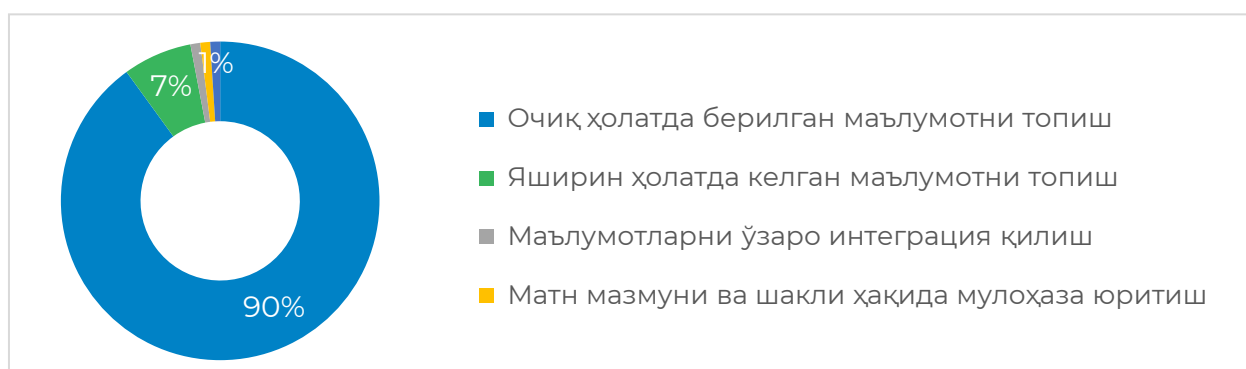 1%
7%
90%
Очиқ ҳолатда берилган маълумотни топиш
Яширин ҳолатда келган маълумотни топиш
Маълумотларни ўзаро интеграция қилиш
Матн мазмуни ва шакли ҳақида мулоҳаза юритиш